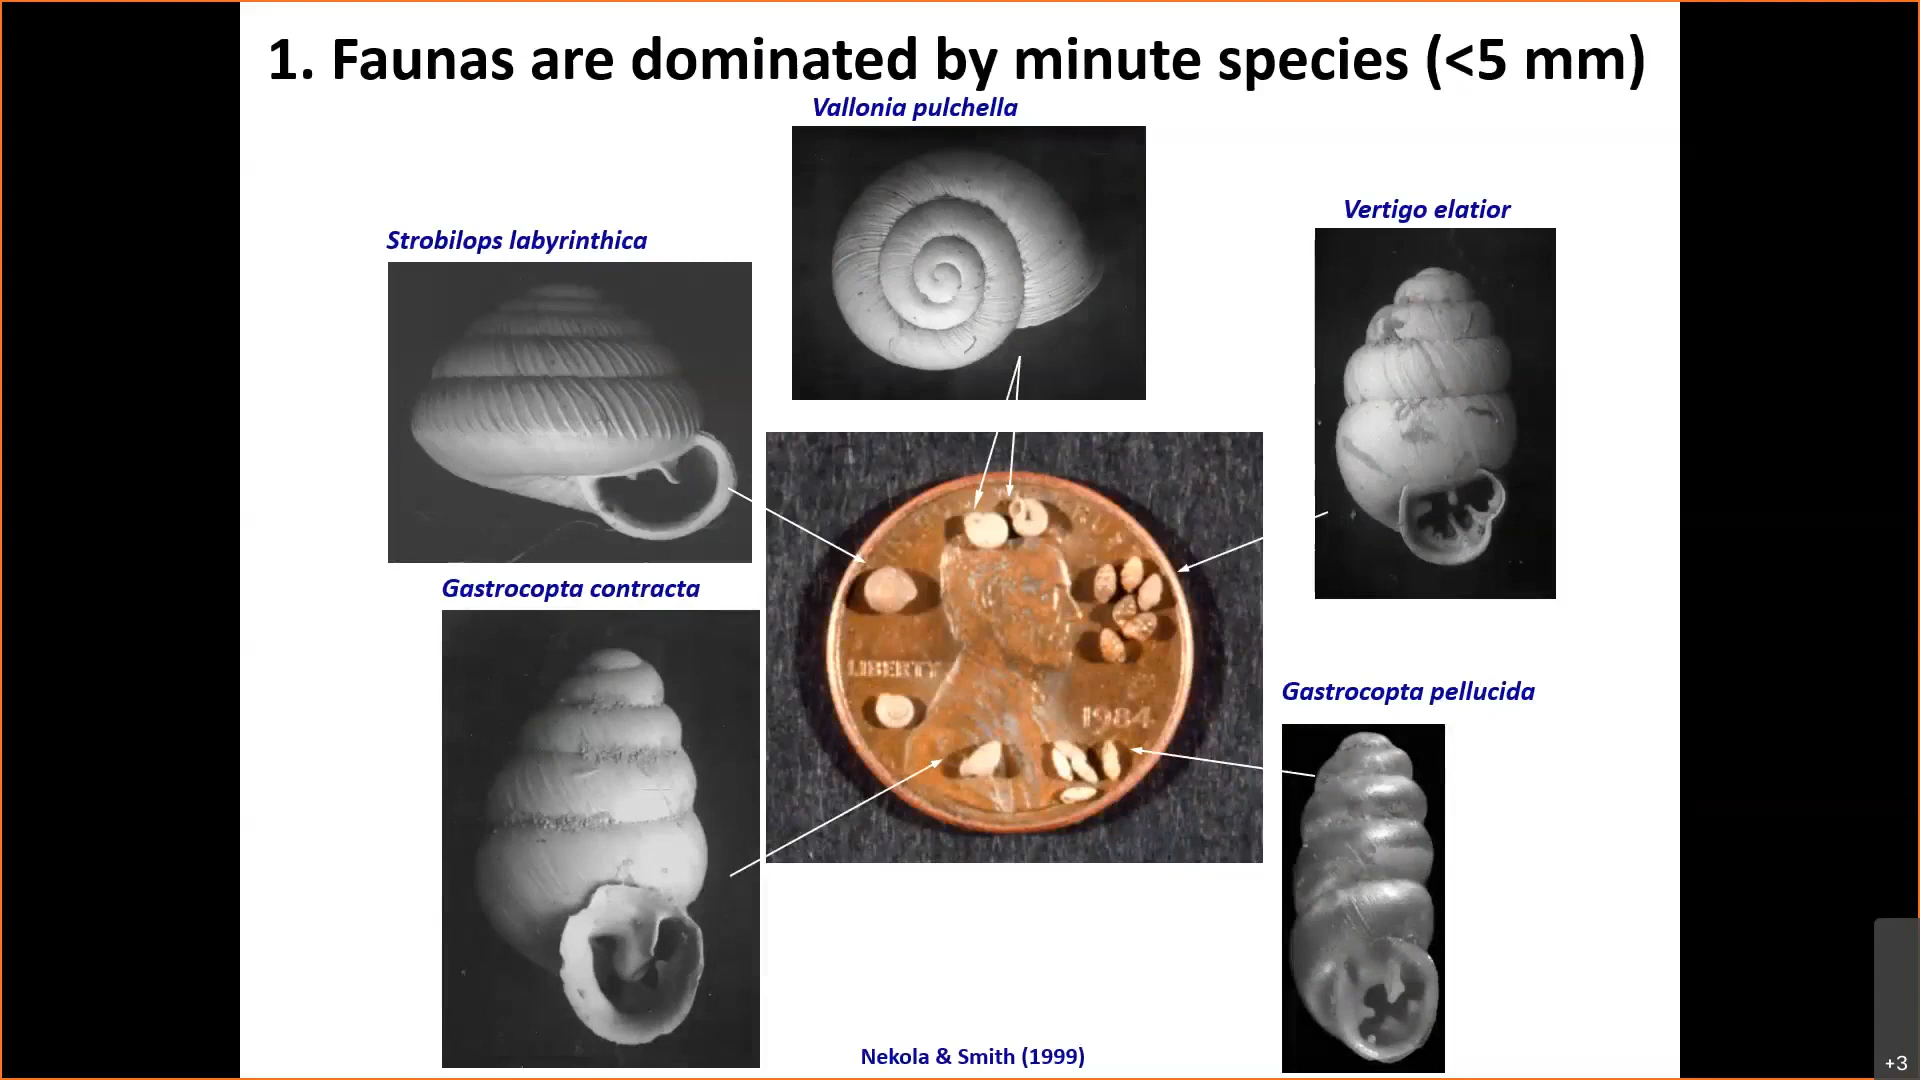 1. Faunas are dominated by minute species (<5 mm)
Vallonia pulchella
Vertigo elatior
Strobilops labyrinthica
Gastrocopta contracta
LIBERTY
1984
Gastrocopta pellucida
Nekola & Smith (1999)
+3